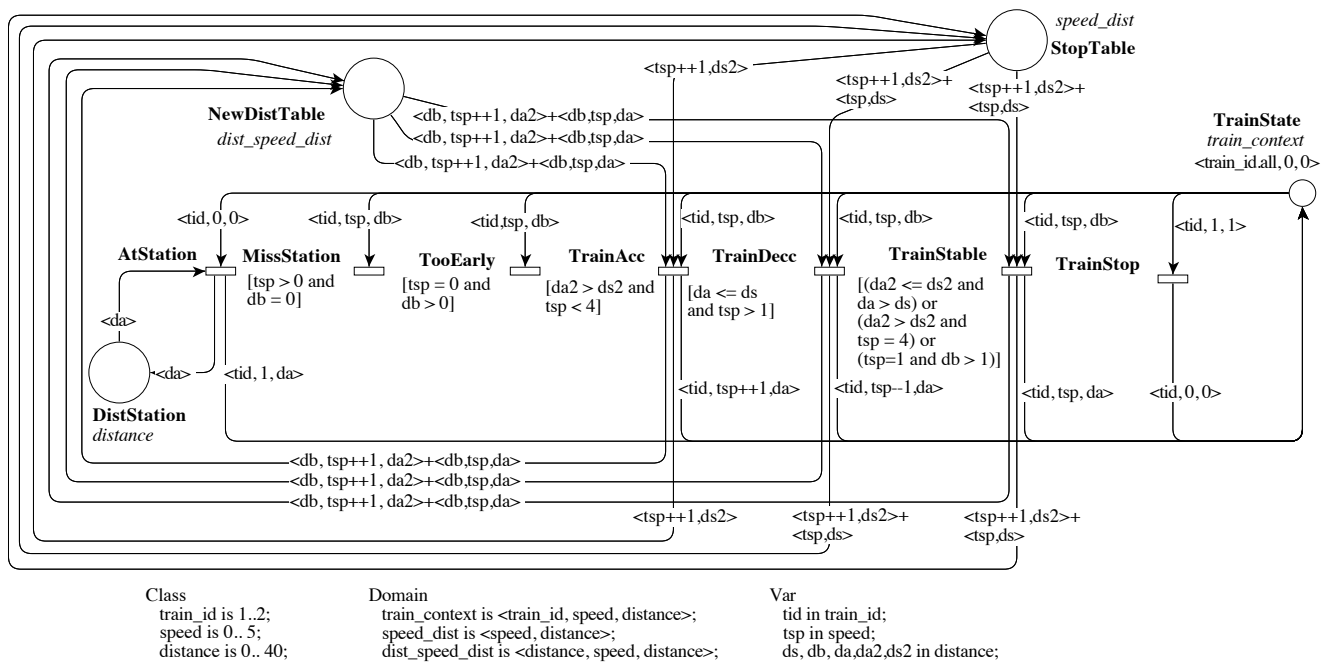 speed_dist
StopTable
<tsp++1,ds2>
<tsp++1,ds2>+
<tsp,ds>
<tsp++1,ds2>+
<tsp,ds>
NewDistTable
dist_speed_dist
<db, tsp++1, da2>+<db,tsp,da>
<db, tsp++1, da2>+<db,tsp,da>
<db, tsp++1, da2>+<db,tsp,da>
TrainState
train_context
<train_id.all, 0, 0>
<tid, 0, 0>
<tid, tsp, db>
<tid,tsp, db>
<tid, tsp, db>
<tid, tsp, db>
<tid, tsp, db>
<tid, 1, 1>
AtStation
MissStation
[tsp > 0 and
db = 0]
TooEarly
[tsp = 0 and
db > 0]
TrainAcc
[da2 > ds2 and
tsp < 4]
TrainDecc
[da <= ds
and tsp > 1]
TrainStable
[(da2 <= ds2 and
da > ds) or
(da2 > ds2 and
tsp = 4) or
(tsp=1 and db > 1)]
TrainStop
<da>
<da>
<tid, 1, da>
<tid, tsp++1,da>
<tid, tsp--1,da>
<tid, tsp, da>
<tid, 0, 0>
DistStation
distance
<db, tsp++1, da2>+<db,tsp,da>
<db, tsp++1, da2>+<db,tsp,da>
<db, tsp++1, da2>+<db,tsp,da>
<tsp++1,ds2>
<tsp++1,ds2>+
<tsp,ds>
<tsp++1,ds2>+
<tsp,ds>
Class
train_id is 1..2;
speed is 0.. 5;
distance is 0.. 40;
Domain
train_context is <train_id, speed, distance>;
speed_dist is <speed, distance>;
dist_speed_dist is <distance, speed, distance>;
Var
tid in train_id;
tsp in speed;
ds, db, da,da2,ds2 in distance;